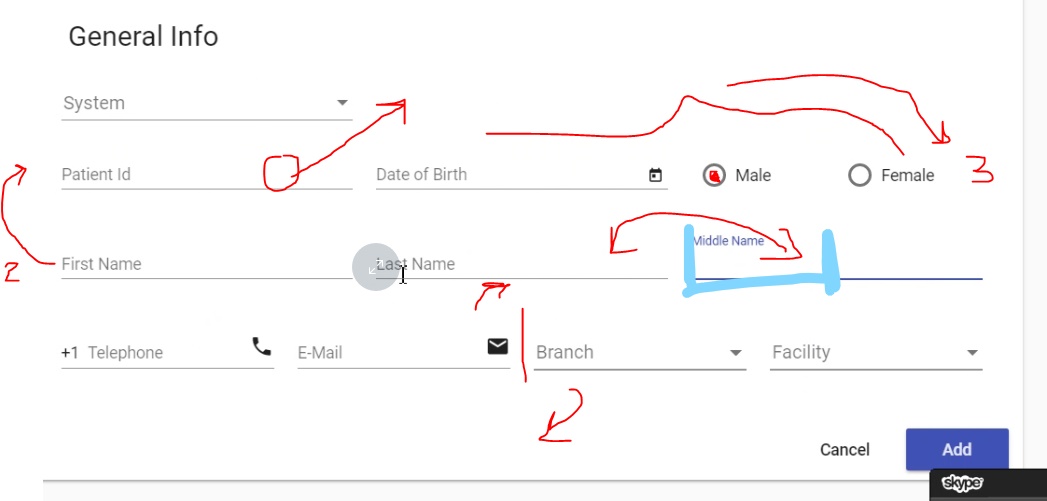 General Info
System
Patient Id Date of Birth Male Female 3
Middle Name
2 First Name Last Name
+1 Telephone E-Mail Branch Facility
Cancel Add
skype